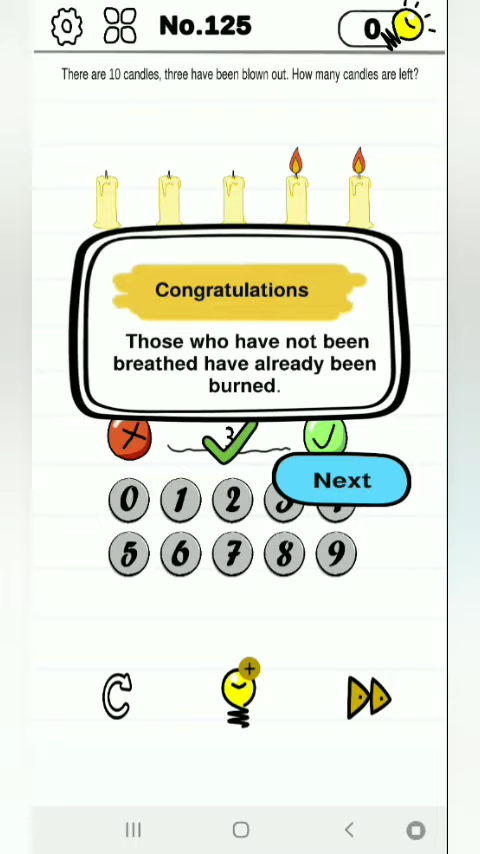 No.125
0
There are 10 candles, three have been blown out. How many candles are left?
Congratulations
Those who have not been
breathed have already been
burned.
3
Next
0 1 2 3
5 6 7 8 9